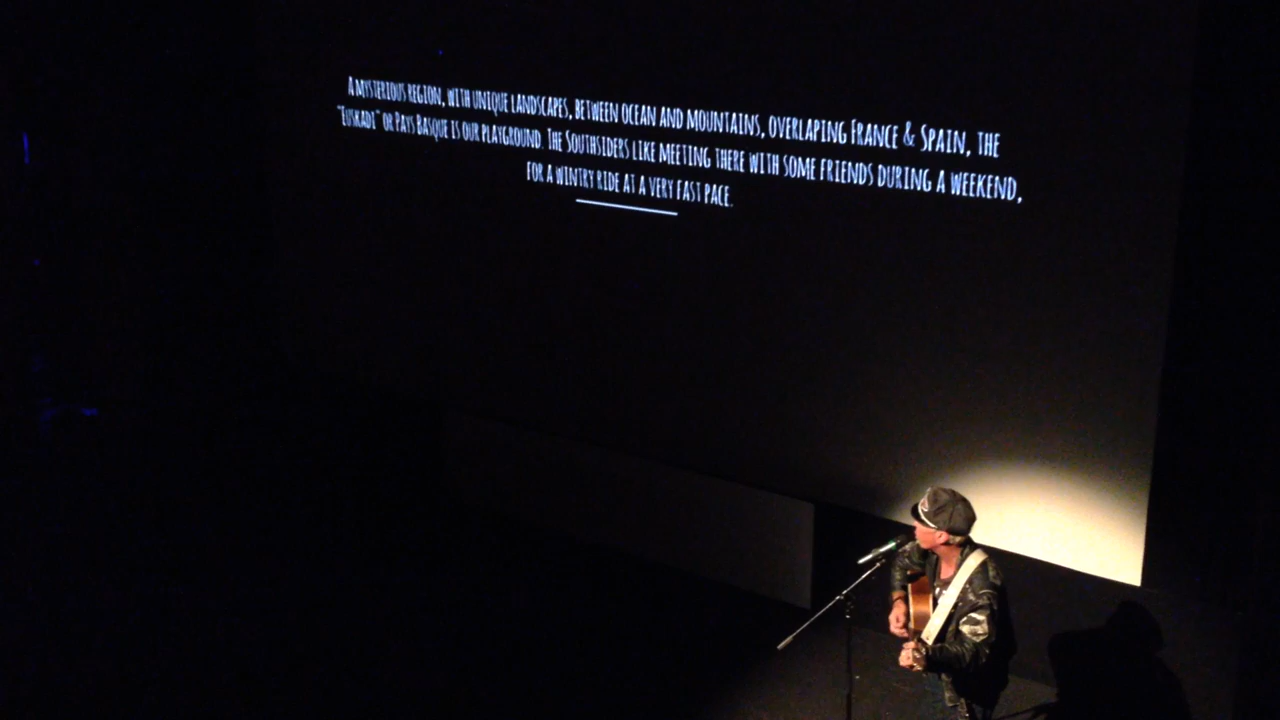 A mysterious region, with unique landscapes, between ocean and mountains, overlaping France & Spain, the
"Euskadi" or Pays Basque is our playground. The Southsiders like meeting there with some friends during a weekend,
for a wintry ride at a very fast pace.